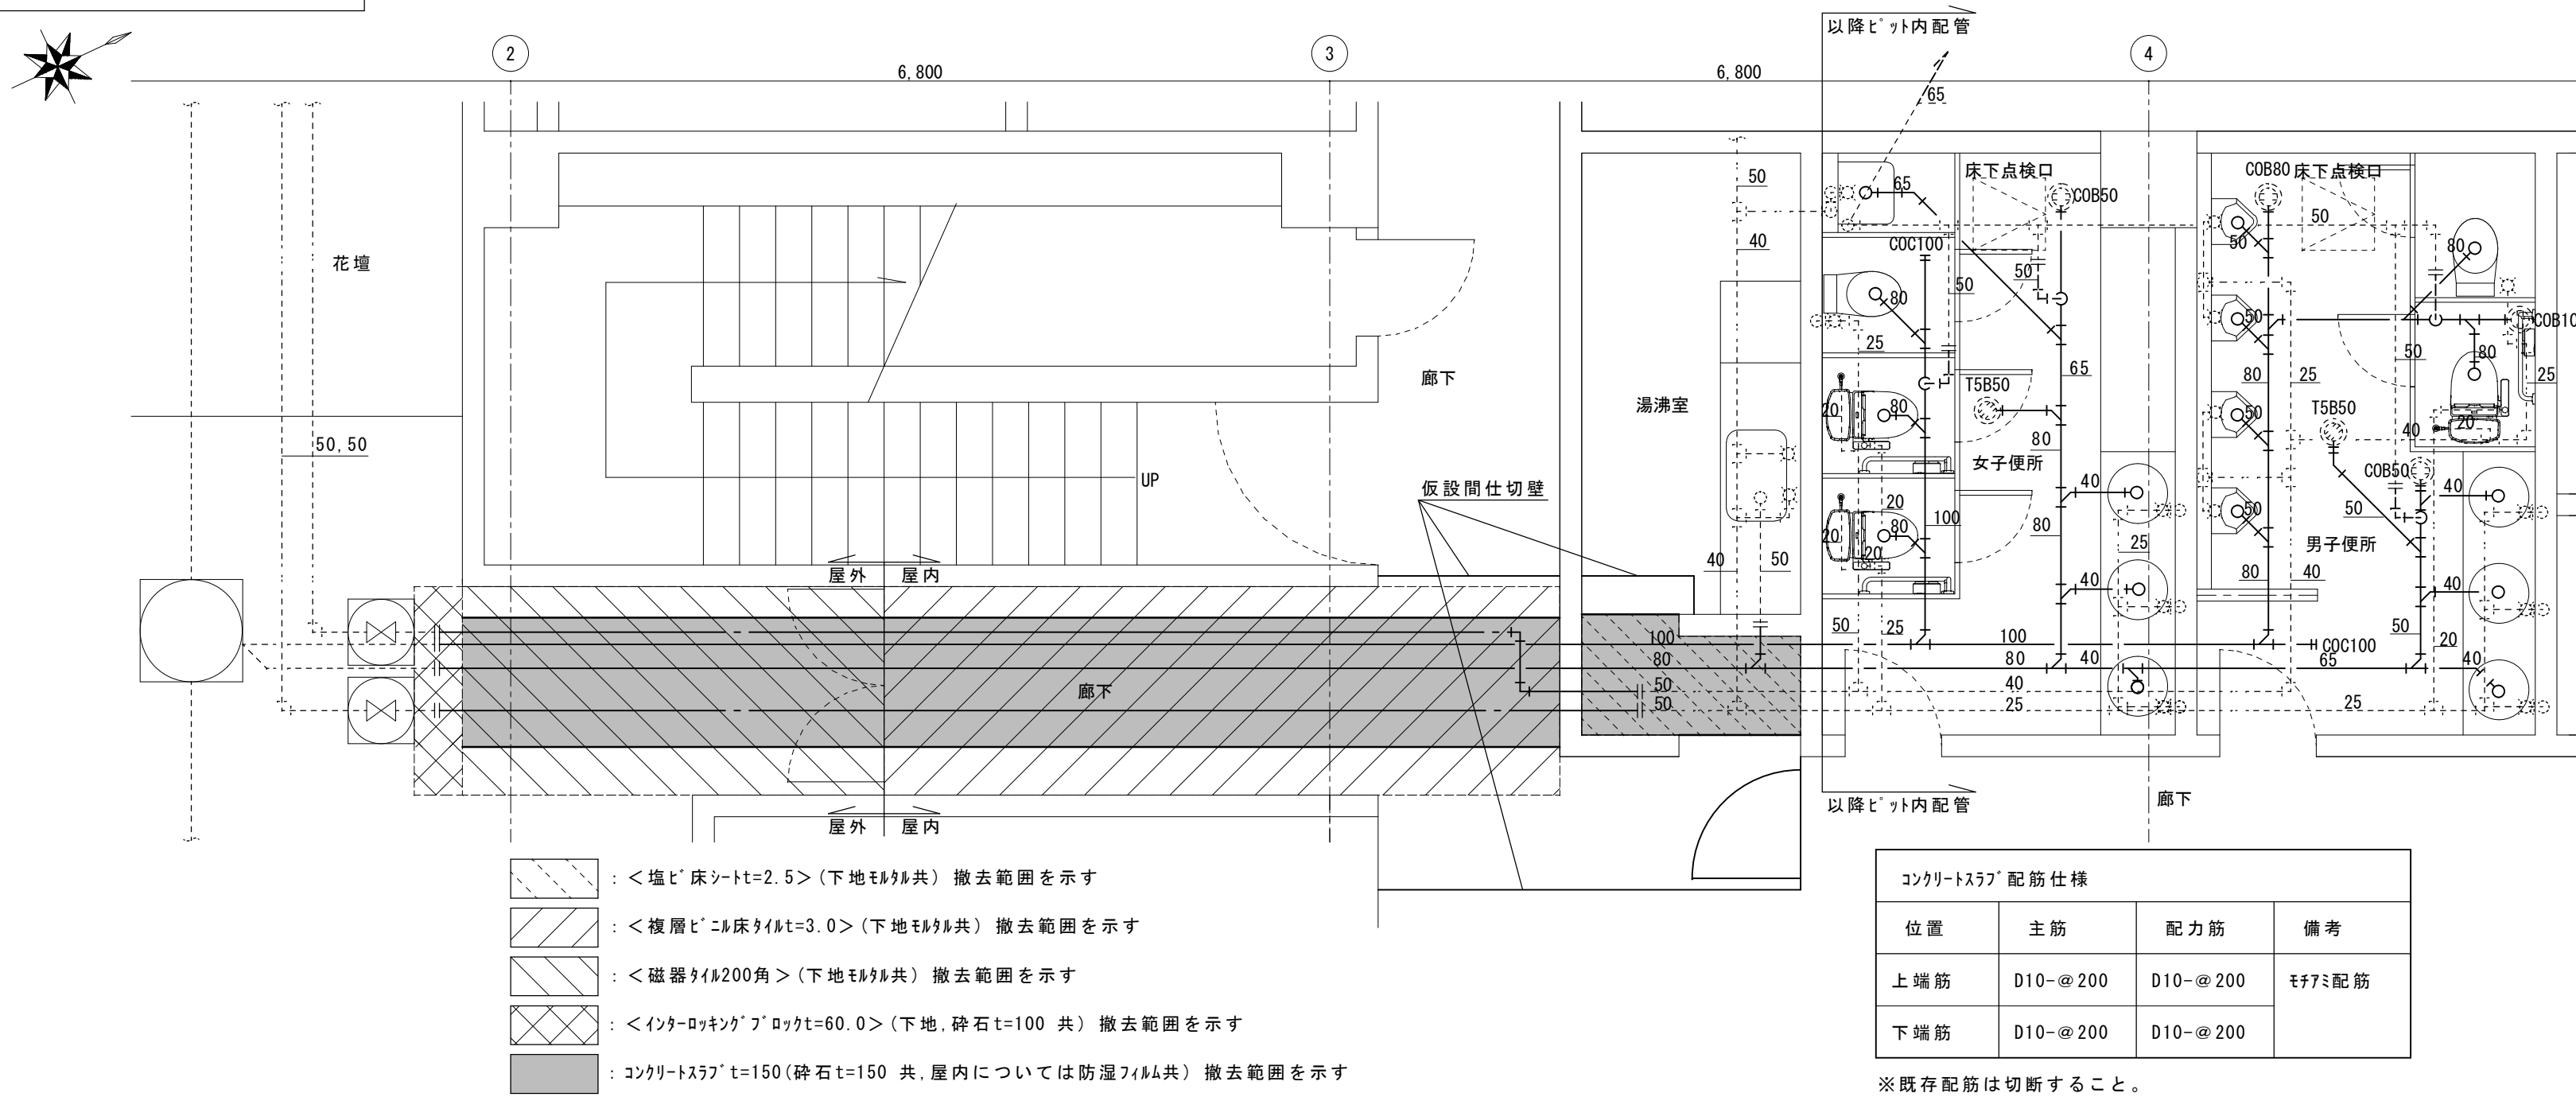 2
3
4
6,800
6,800
以降ピット内配管
65
花壇
50,50
UP
廊下
湯沸室
仮設間仕切壁
50
40
40
50
65
床下点検口
COB50
COC100
80
50
50
25
T5B50
65
20
80
80
女子便所
20
20
80
20
100
40
80
40
25
50
25
COB80
床下点検口
50
50
80
50
COB10
80
50
80
25
50
25
50
T5B50
40
20
COB50
40
50
50
男子便所
80
40
40
50
20
屋外
屋内
100
80
50
50
100
80
40
40
25
COC100
65
40
25
廊下
屋外
屋内
以降ピット内配管
廊下
:<塩ビ床シートt=2.5>(下地モルタル共) 撤去範囲を示す
:<複層ビニル床タイルt=3.0>(下地モルタル共) 撤去範囲を示す
:<磁器タイル200角>(下地モルタル共) 撤去範囲を示す
:<インターロッキングブロックt=60.0>(下地,砕石t=100 共) 撤去範囲を示す
:コンクリートスラブt=150(砕石t=150 共,屋内については防湿フィルム共) 撤去範囲を示す
コンクリートスラブ配筋仕様
位置 主筋 配力筋 備考
上端筋 D10-@200 D10-@200 モチアミ配筋
下端筋 D10-@200 D10-@200
※既存配筋は切断すること。